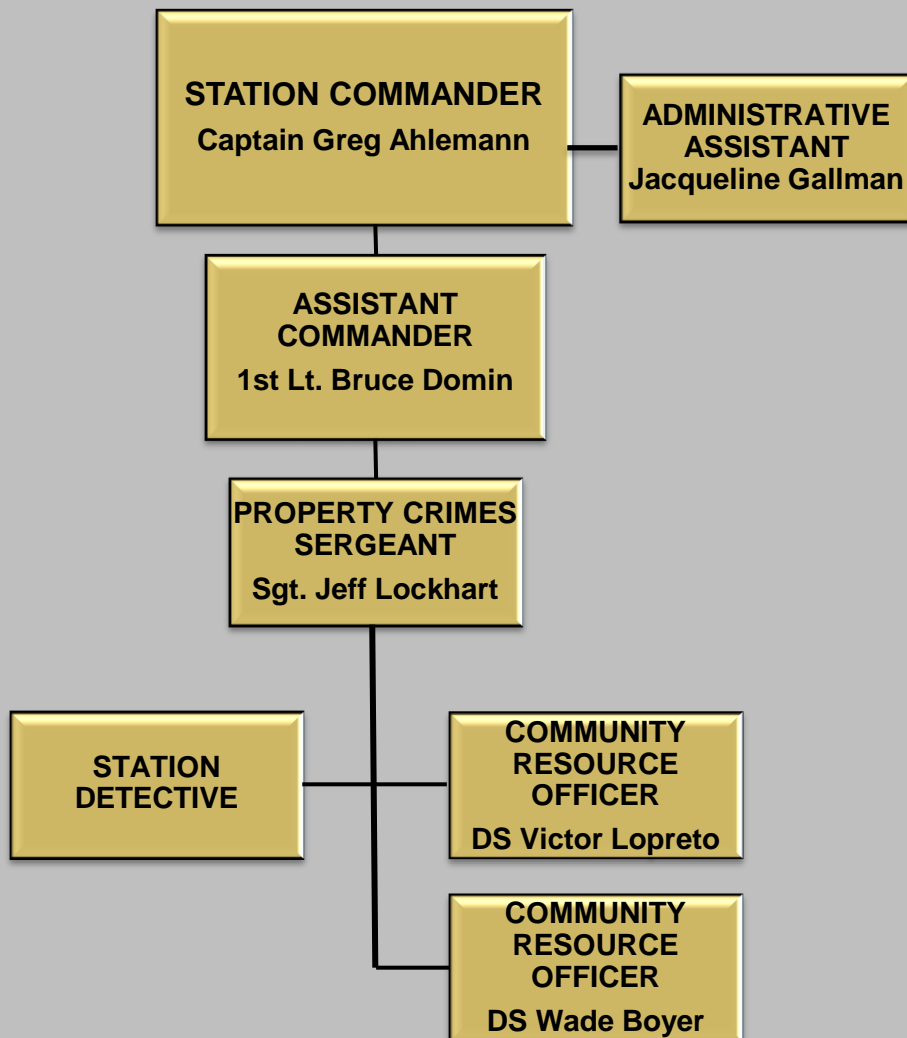 STATION COMMANDER
Captain Greg Ahlemann
ADMINISTRATIVE
ASSISTANT
Jacqueline Gallman
ASSISTANT
COMMANDER
1st Lt. Bruce Domin
PROPERTY CRIMES
SERGEANT
Sgt. Jeff Lockhart
STATION
DETECTIVE
COMMUNITY
RESOURCE
OFFICER
DS Victor Lopreto
COMMUNITY
RESOURCE
OFFICER
DS Wade Boyer